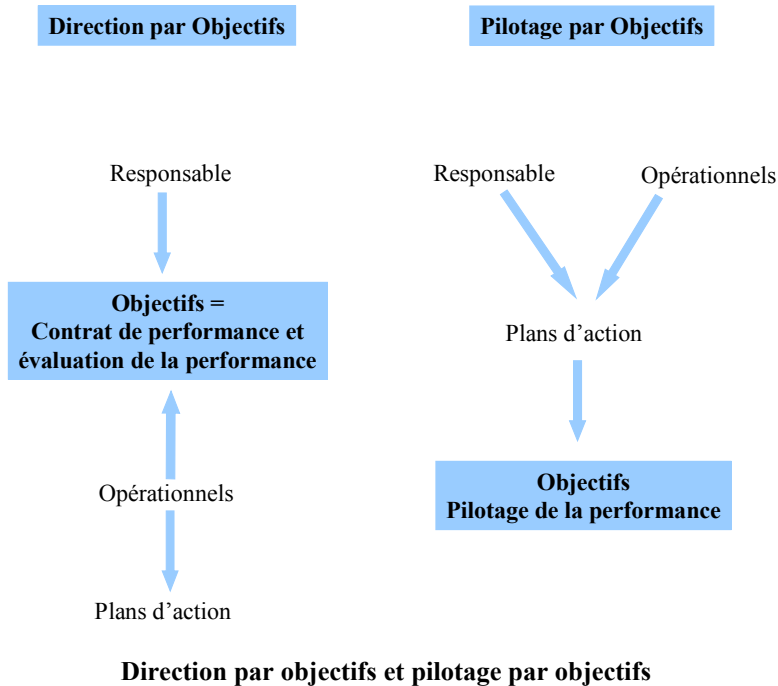 Direction par Objectifs
Pilotage par Objectifs
Responsable
Responsable
Opérationnels
Objectifs =
Contrat de performance et
évaluation de la performance
Plans d’action
Opérationnels
Objectifs
Pilotage de la performance
Plans d’action
Direction par objectifs et pilotage par objectifs